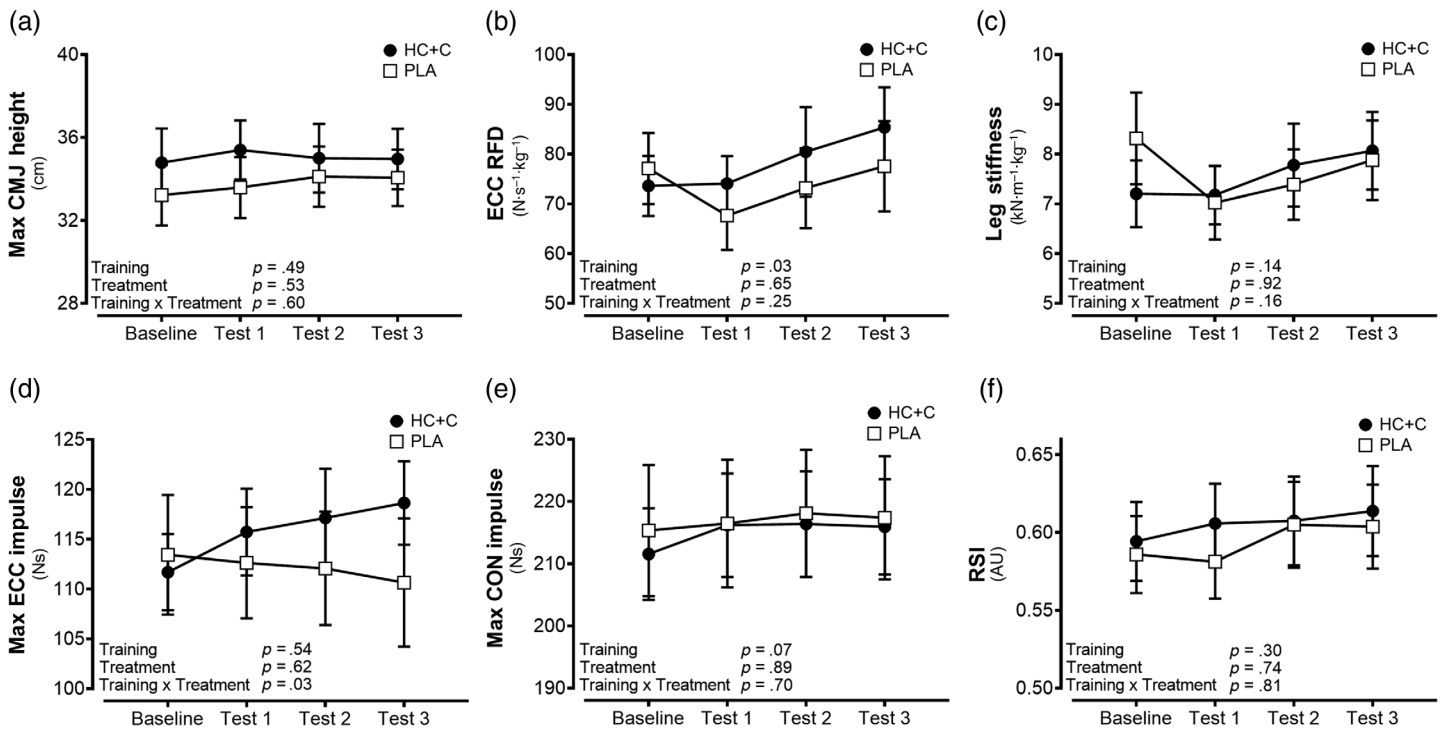 (a)
HC+C
PLA
Max CMJ height
(cm)
40
36
32
28
Training p = .49
Treatment p = .53
Training x Treatment p = .60
Baseline Test 1 Test 2 Test 3
(b)
HC+C
PLA
ECC RFD
(N·s⁻¹·kg⁻¹)
100
90
80
70
60
50
Training p = .03
Treatment p = .65
Training x Treatment p = .25
Baseline Test 1 Test 2 Test 3
(c)
HC+C
PLA
Leg stiffness
(kN·m⁻¹·kg⁻¹)
10
9
8
7
6
5
Training p = .14
Treatment p = .92
Training x Treatment p = .16
Baseline Test 1 Test 2 Test 3
(d)
HC+C
PLA
Max ECC impulse
(Ns)
125
120
115
110
105
100
Training p = .54
Treatment p = .62
Training x Treatment p = .03
Baseline Test 1 Test 2 Test 3
(e)
HC+C
PLA
Max CON impulse
(Ns)
230
220
210
200
190
Training p = .07
Treatment p = .89
Training x Treatment p = .70
Baseline Test 1 Test 2 Test 3
(f)
HC+C
PLA
RSI
(AU)
0.65
0.60
0.55
0.50
Training p = .30
Treatment p = .74
Training x Treatment p = .81
Baseline Test 1 Test 2 Test 3